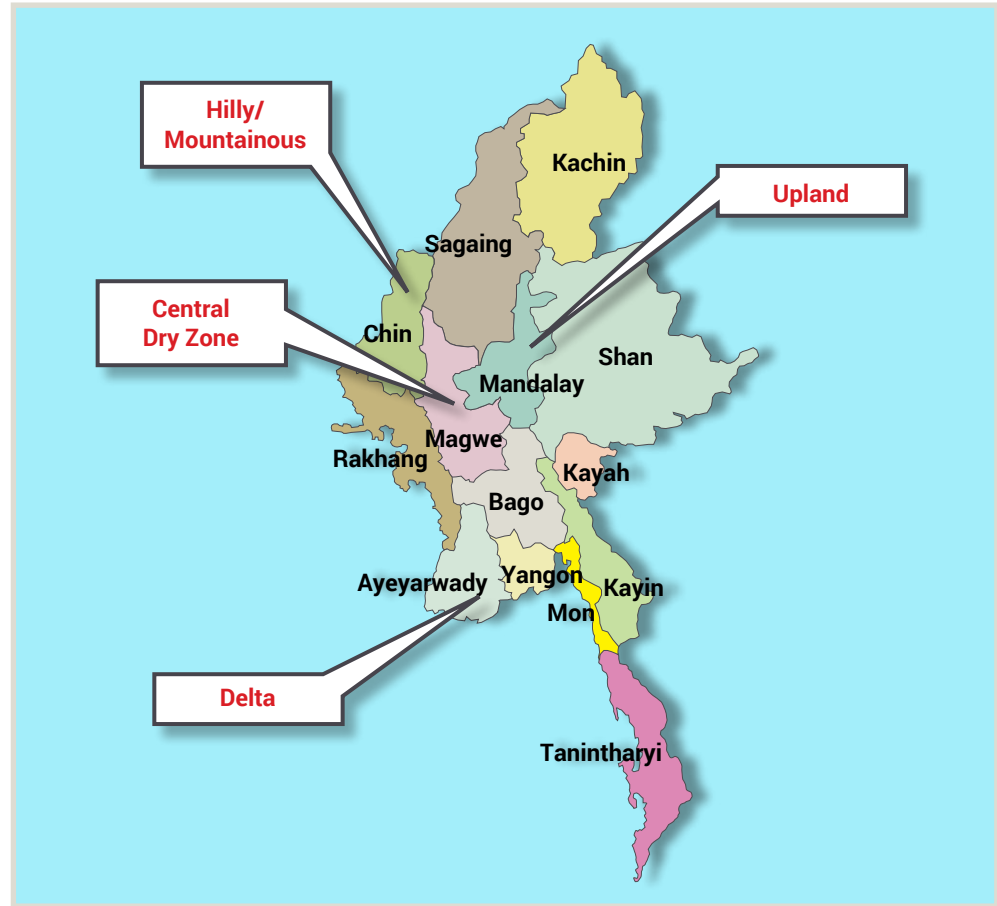 Hilly/
Mountainous
Kachin
Upland
Sagaing
Central
Dry Zone
Chin
Shan
Mandalay
Magwe
Rakhang
Kayah
Bago
Ayeyarwady
Yangon
Kayin
Mon
Delta
Tanintharyi